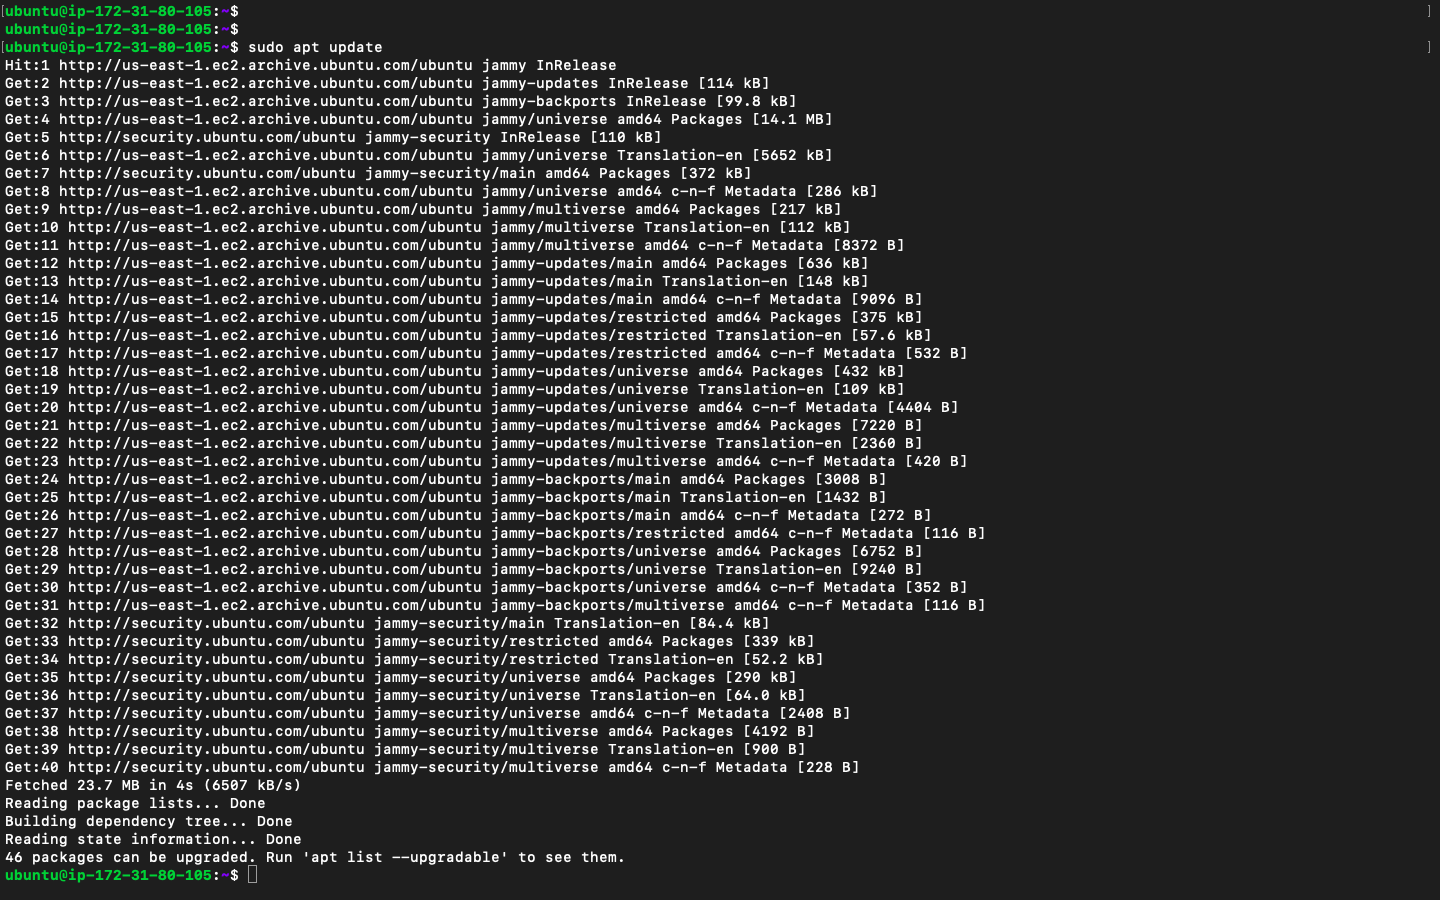 [ubuntu@ip-172-31-80-105:~$ ]
ubuntu@ip-172-31-80-105:~$
[ubuntu@ip-172-31-80-105:~$ sudo apt update ]
Hit:1 http://us-east-1.ec2.archive.ubuntu.com/ubuntu jammy InRelease
Get:2 http://us-east-1.ec2.archive.ubuntu.com/ubuntu jammy-updates InRelease [114 kB]
Get:3 http://us-east-1.ec2.archive.ubuntu.com/ubuntu jammy-backports InRelease [99.8 kB]
Get:4 http://us-east-1.ec2.archive.ubuntu.com/ubuntu jammy/universe amd64 Packages [14.1 MB]
Get:5 http://security.ubuntu.com/ubuntu jammy-security InRelease [110 kB]
Get:6 http://us-east-1.ec2.archive.ubuntu.com/ubuntu jammy/universe Translation-en [5652 kB]
Get:7 http://security.ubuntu.com/ubuntu jammy-security/main amd64 Packages [372 kB]
Get:8 http://us-east-1.ec2.archive.ubuntu.com/ubuntu jammy/universe amd64 c-n-f Metadata [286 kB]
Get:9 http://us-east-1.ec2.archive.ubuntu.com/ubuntu jammy/multiverse amd64 Packages [217 kB]
Get:10 http://us-east-1.ec2.archive.ubuntu.com/ubuntu jammy/multiverse Translation-en [112 kB]
Get:11 http://us-east-1.ec2.archive.ubuntu.com/ubuntu jammy/multiverse amd64 c-n-f Metadata [8372 B]
Get:12 http://us-east-1.ec2.archive.ubuntu.com/ubuntu jammy-updates/main amd64 Packages [636 kB]
Get:13 http://us-east-1.ec2.archive.ubuntu.com/ubuntu jammy-updates/main Translation-en [148 kB]
Get:14 http://us-east-1.ec2.archive.ubuntu.com/ubuntu jammy-updates/main amd64 c-n-f Metadata [9096 B]
Get:15 http://us-east-1.ec2.archive.ubuntu.com/ubuntu jammy-updates/restricted amd64 Packages [375 kB]
Get:16 http://us-east-1.ec2.archive.ubuntu.com/ubuntu jammy-updates/restricted Translation-en [57.6 kB]
Get:17 http://us-east-1.ec2.archive.ubuntu.com/ubuntu jammy-updates/restricted amd64 c-n-f Metadata [532 B]
Get:18 http://us-east-1.ec2.archive.ubuntu.com/ubuntu jammy-updates/universe amd64 Packages [432 kB]
Get:19 http://us-east-1.ec2.archive.ubuntu.com/ubuntu jammy-updates/universe Translation-en [109 kB]
Get:20 http://us-east-1.ec2.archive.ubuntu.com/ubuntu jammy-updates/universe amd64 c-n-f Metadata [4404 B]
Get:21 http://us-east-1.ec2.archive.ubuntu.com/ubuntu jammy-updates/multiverse amd64 Packages [7220 B]
Get:22 http://us-east-1.ec2.archive.ubuntu.com/ubuntu jammy-updates/multiverse Translation-en [2360 B]
Get:23 http://us-east-1.ec2.archive.ubuntu.com/ubuntu jammy-updates/multiverse amd64 c-n-f Metadata [420 B]
Get:24 http://us-east-1.ec2.archive.ubuntu.com/ubuntu jammy-backports/main amd64 Packages [3008 B]
Get:25 http://us-east-1.ec2.archive.ubuntu.com/ubuntu jammy-backports/main Translation-en [1432 B]
Get:26 http://us-east-1.ec2.archive.ubuntu.com/ubuntu jammy-backports/main amd64 c-n-f Metadata [272 B]
Get:27 http://us-east-1.ec2.archive.ubuntu.com/ubuntu jammy-backports/restricted amd64 c-n-f Metadata [116 B]
Get:28 http://us-east-1.ec2.archive.ubuntu.com/ubuntu jammy-backports/universe amd64 Packages [6752 B]
Get:29 http://us-east-1.ec2.archive.ubuntu.com/ubuntu jammy-backports/universe Translation-en [9240 B]
Get:30 http://us-east-1.ec2.archive.ubuntu.com/ubuntu jammy-backports/universe amd64 c-n-f Metadata [352 B]
Get:31 http://us-east-1.ec2.archive.ubuntu.com/ubuntu jammy-backports/multiverse amd64 c-n-f Metadata [116 B]
Get:32 http://security.ubuntu.com/ubuntu jammy-security/main Translation-en [84.4 kB]
Get:33 http://security.ubuntu.com/ubuntu jammy-security/restricted amd64 Packages [339 kB]
Get:34 http://security.ubuntu.com/ubuntu jammy-security/restricted Translation-en [52.2 kB]
Get:35 http://security.ubuntu.com/ubuntu jammy-security/universe amd64 Packages [290 kB]
Get:36 http://security.ubuntu.com/ubuntu jammy-security/universe Translation-en [64.0 kB]
Get:37 http://security.ubuntu.com/ubuntu jammy-security/universe amd64 c-n-f Metadata [2408 B]
Get:38 http://security.ubuntu.com/ubuntu jammy-security/multiverse amd64 Packages [4192 B]
Get:39 http://security.ubuntu.com/ubuntu jammy-security/multiverse Translation-en [900 B]
Get:40 http://security.ubuntu.com/ubuntu jammy-security/multiverse amd64 c-n-f Metadata [228 B]
Fetched 23.7 MB in 4s (6507 kB/s)
Reading package lists... Done
Building dependency tree... Done
Reading state information... Done
46 packages can be upgraded. Run 'apt list --upgradable' to see them.
ubuntu@ip-172-31-80-105:~$